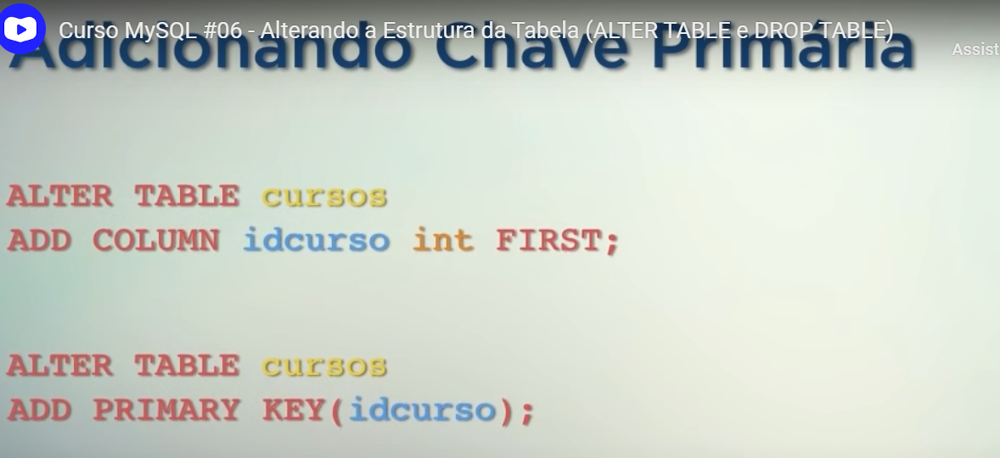 Curso MySQL #06 - Alterando a Estrutura da Tabela (ALTER TABLE e DROP TABLE)
Adicionando Chave Primária
Assist
ALTER TABLE cursos
ADD COLUMN idcurso int FIRST;
ALTER TABLE cursos
ADD PRIMARY KEY(idcurso);